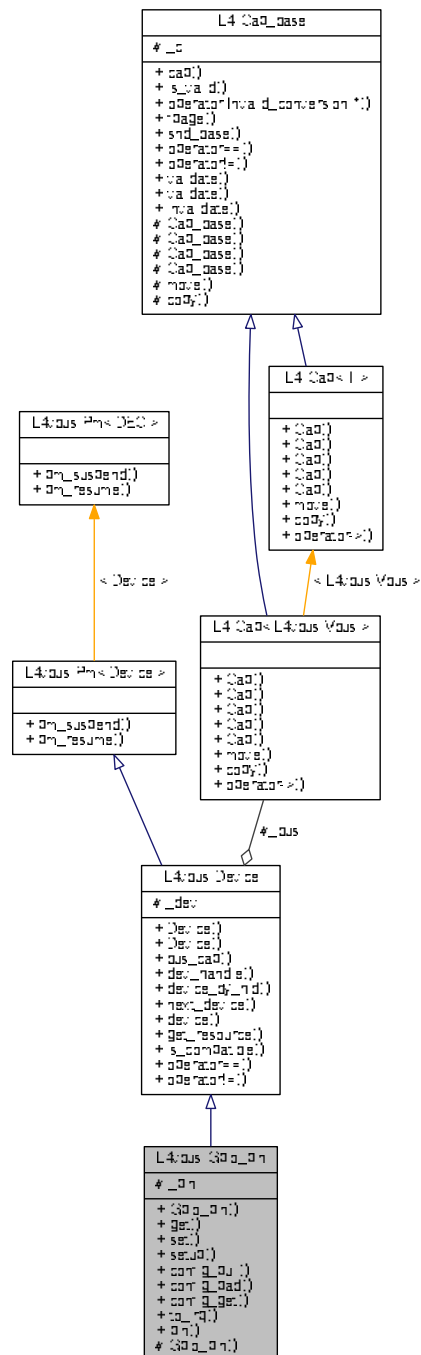 L4::Cap_base
# _c
+ cap()
+ is_valid()
+ operator Invalid_conversion *()
+ fpage()
+ snd_base()
+ operator==()
+ operator!=()
+ validate()
+ validate()
+ invalidate()
# Cap_base()
# Cap_base()
# Cap_base()
# Cap_base()
# move()
# copy()
L4::Cap< T >
+ Cap()
+ Cap()
+ Cap()
+ Cap()
+ Cap()
+ move()
+ copy()
+ operator->()
L4vbus::Pm< DEC >
+ pm_suspend()
+ pm_resume()
< Device >
< L4vbus::Vbus >
L4::Cap< L4vbus::Vbus >
+ Cap()
+ Cap()
+ Cap()
+ Cap()
+ Cap()
+ move()
+ copy()
+ operator->()
L4vbus::Pm< Device >
+ pm_suspend()
+ pm_resume()
#_bus
L4vbus::Device
# _dev
+ Device()
+ Device()
+ bus_cap()
+ dev_handle()
+ device_by_hid()
+ next_device()
+ device()
+ get_resource()
+ is_compatible()
+ operator==()
+ operator!=()
L4vbus::Gpio_pin
# _pin
+ Gpio_pin()
+ get()
+ set()
+ setup()
+ config_pull()
+ config_pad()
+ config_get()
+ to_irq()
+ pin()
# Gpio_pin()